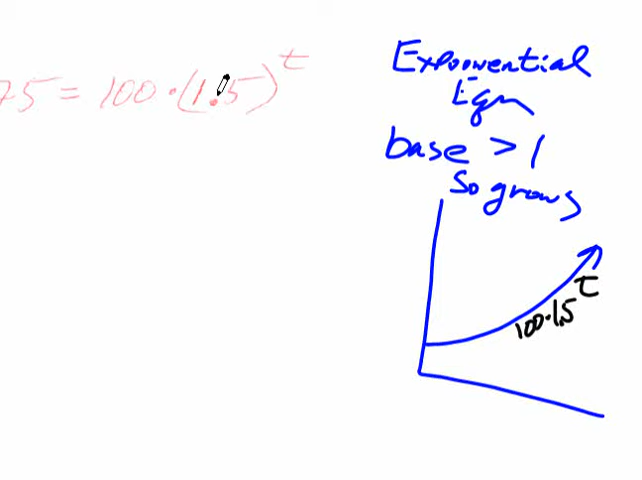 75 = 100 · (1.5)^t
Exponential
Eqn
base > 1
So grows
100·1.5^t